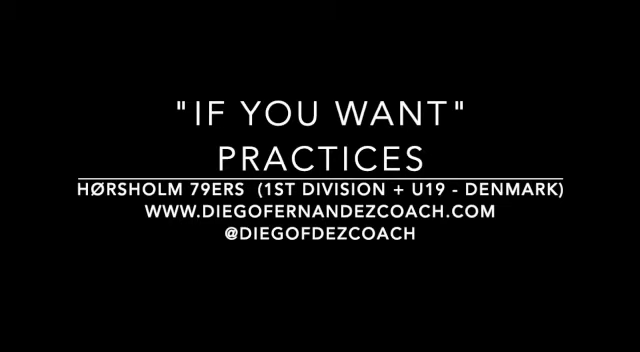 "IF YOU WANT"
PRACTICES
HØRSHOLM 79ERS (1ST DIVISION + U19 - DENMARK)
WWW.DIEGOFERNANDEZCOACH.COM
@DIEGOFDEZCOACH